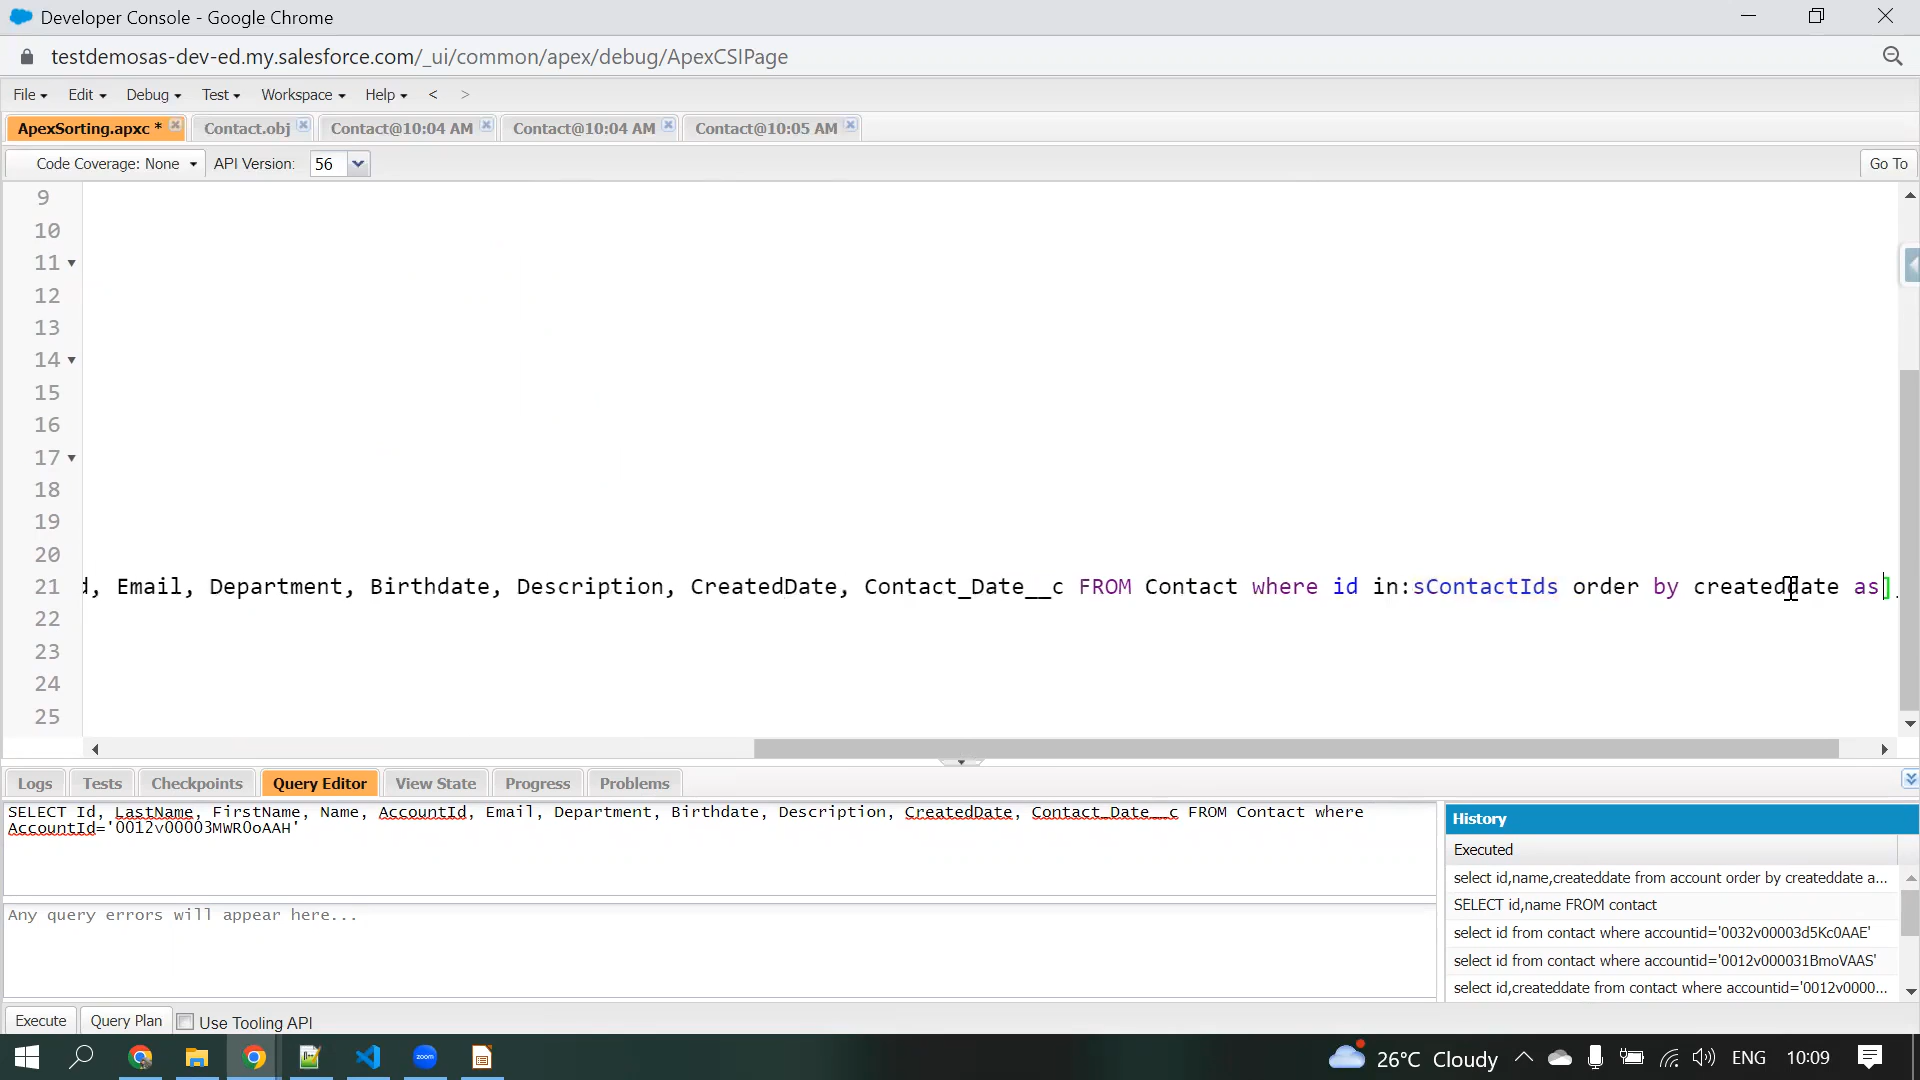 Developer Console - Google Chrome
testdemosas-dev-ed.my.salesforce.com/_ui/common/apex/debug/ApexCSIPage
File Edit Debug Test Workspace Help < >
ApexSorting.apxc * Contact.obj Contact@10:04 AM Contact@10:04 AM Contact@10:05 AM
Code Coverage: None API Version: 56 Go To
9
10
11
12
13
14
15
16
17
18
19
20
21 d, Email, Department, Birthdate, Description, CreatedDate, Contact_Date__c FROM Contact where id in:sContactIds order by createddate as]
22
23
24
25
Logs Tests Checkpoints Query Editor View State Progress Problems
SELECT Id, LastName, FirstName, Name, AccountId, Email, Department, Birthdate, Description, CreatedDate, Contact_Date__c FROM Contact where
AccountId='0012v00003MWR0oAAH'
Any query errors will appear here...
History
Executed
select id,name,createddate from account order by createddate a...
SELECT id,name FROM contact
select id from contact where accountid='0032v00003d5Kc0AAE'
select id from contact where accountid='0012v000031BmoVAAS'
select id,createddate from contact where accountid='0012v0000...
Execute Query Plan Use Tooling API
zoom
26°C Cloudy ENG 10:09